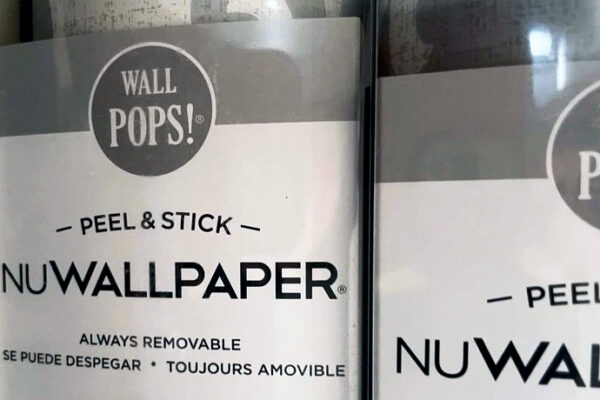 WALL
POPS!®
— PEEL & STICK —
NUWALLPAPER®
ALWAYS REMOVABLE
SE PUEDE DESPEGAR • TOUJOURS AMOVIBLE
P
— PEEL
NUWAL